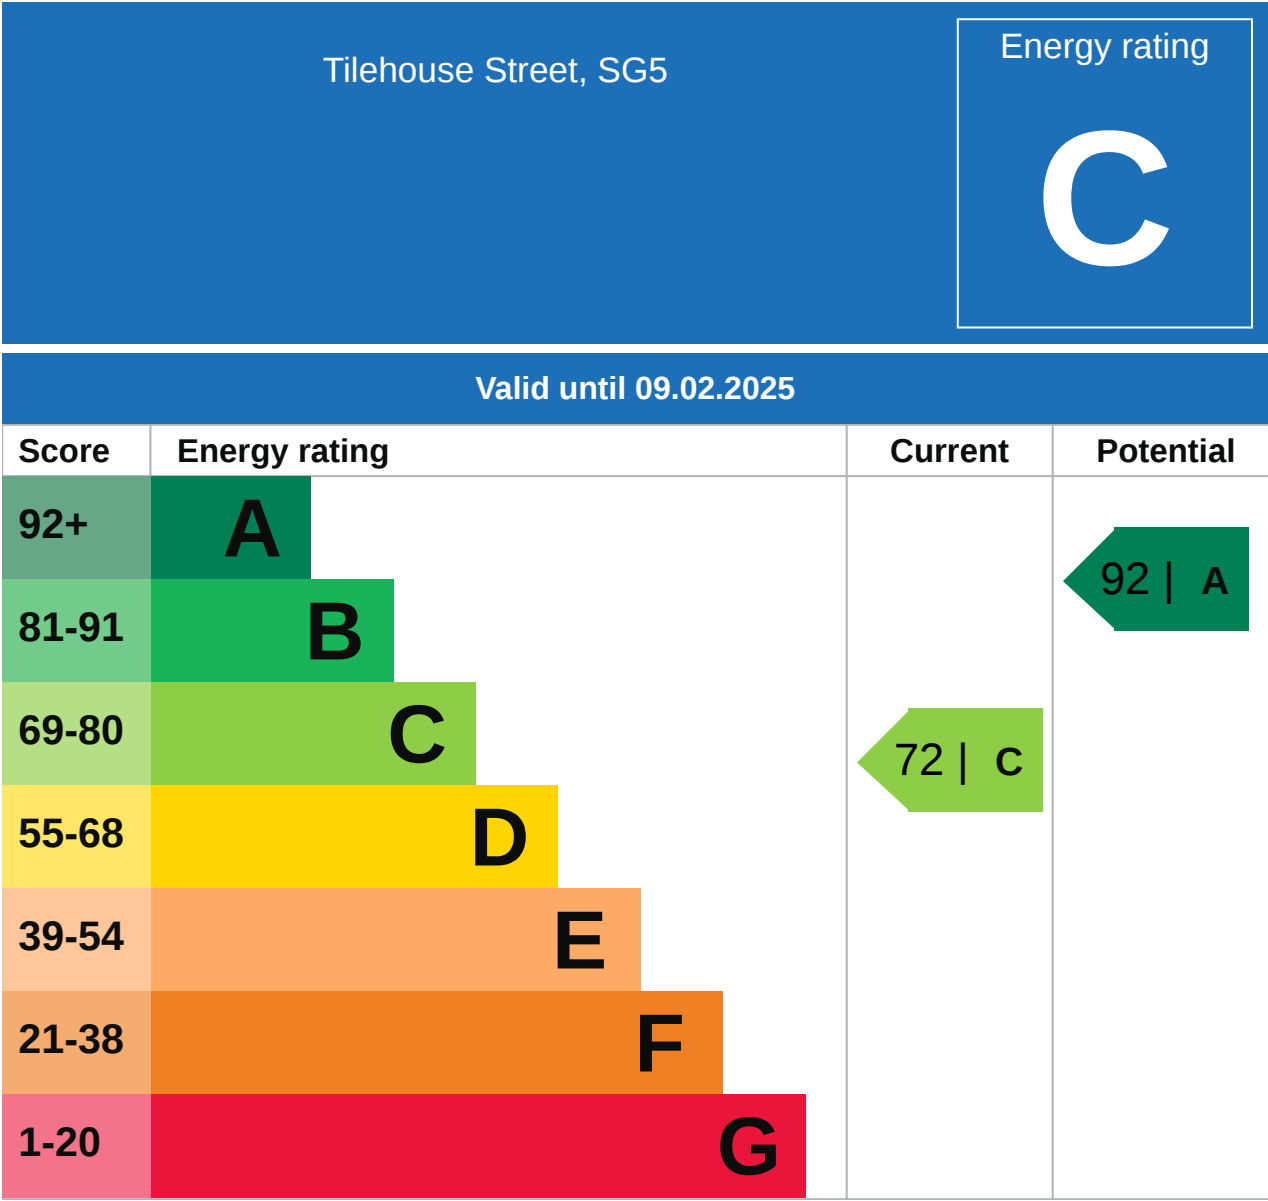 Tilehouse Street, SG5
Energy rating
C
Valid until 09.02.2025
Score Energy rating Current Potential
92+ A
92 | A
81-91 B
69-80 C
72 | C
55-68 D
39-54 E
21-38 F
1-20 G